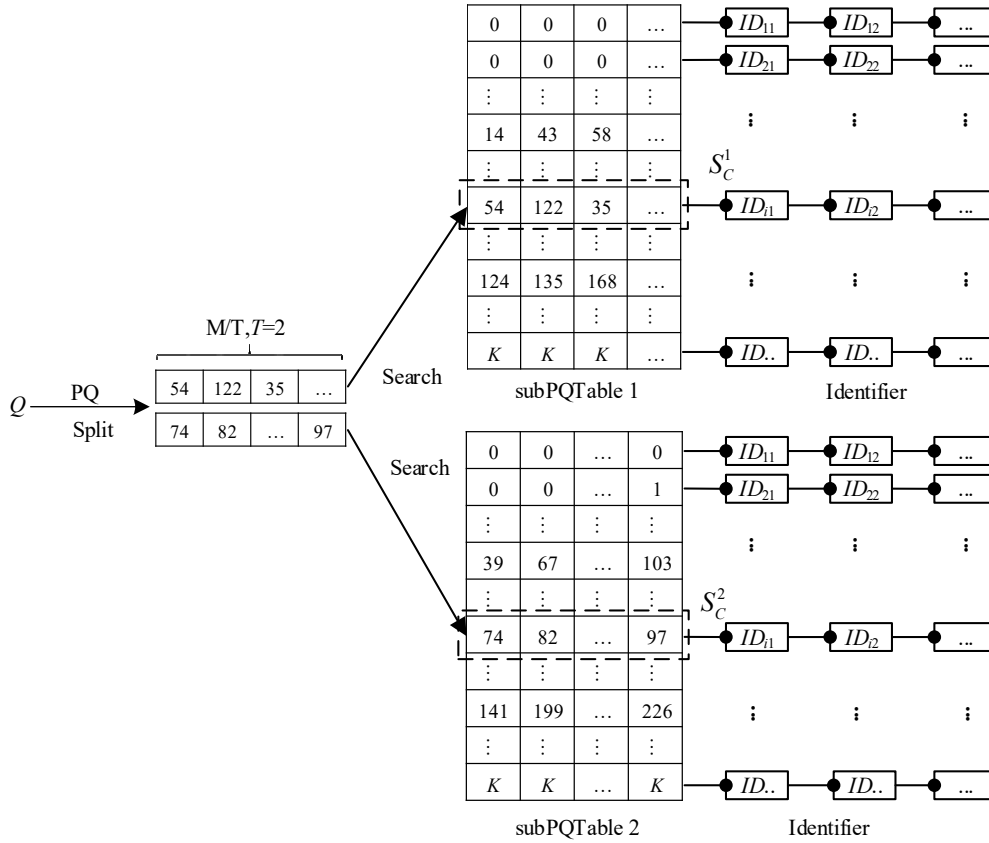 0 0 0 … ID11 ID12 ...
0 0 0 … ID21 ID22 ...
⋮ ⋮ ⋮ ⋮
14 43 58 …
⋮ ⋮ ⋮ ⋮
S_C^1
54 122 35 … IDi1 IDi2 ...
⋮ ⋮ ⋮ ⋮
124 135 168 …
⋮ ⋮ ⋮ ⋮
K K K … ID.. ID.. ...
subPQTable 1 Identifier
M/T,T=2
Search
54 122 35 …
Q PQ
Split
74 82 … 97
Search
0 0 … 0 ID11 ID12 ...
0 0 … 1 ID21 ID22 ...
⋮ ⋮ ⋮ ⋮
39 67 … 103
⋮ ⋮ ⋮ ⋮
S_C^2
74 82 … 97 IDi1 IDi2 ...
⋮ ⋮ ⋮ ⋮
141 199 … 226
⋮ ⋮ ⋮ ⋮
K K … K ID.. ID.. ...
subPQTable 2 Identifier